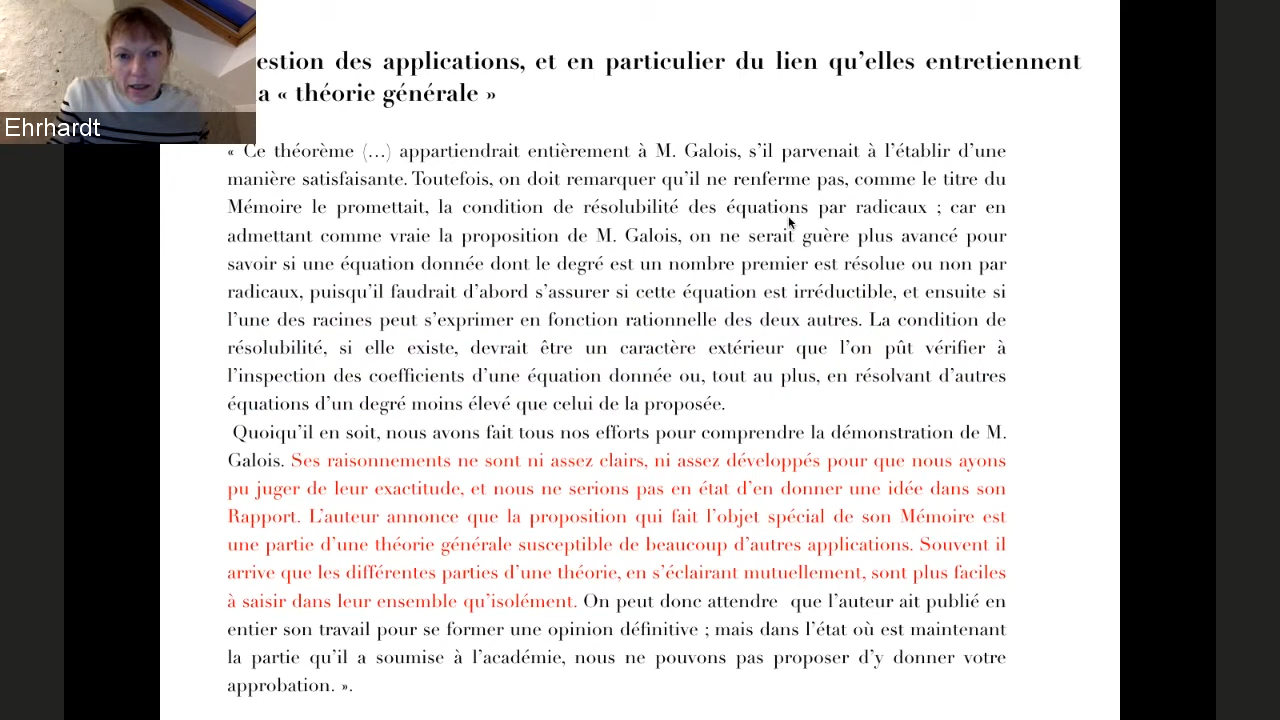 estion des applications, et en particulier du lien qu'elles entretiennent
a « théorie générale »
Ehrhardt
« Ce théorème (...) appartiendrait entièrement à M. Galois, s'il parvenait à l'établir d'une
manière satisfaisante. Toutefois, on doit remarquer qu'il ne renferme pas, comme le titre du
Mémoire le promettait, la condition de résolubilité des équations par radicaux ; car en
admettant comme vraie la proposition de M. Galois, on ne serait guère plus avancé pour
savoir si une équation donnée dont le degré est un nombre premier est résolue ou non par
radicaux, puisqu'il faudrait d'abord s'assurer si cette équation est irréductible, et ensuite si
l'une des racines peut s'exprimer en fonction rationnelle des deux autres. La condition de
résolubilité, si elle existe, devrait être un caractère extérieur que l'on pût vérifier à
l'inspection des coefficients d'une équation donnée ou, tout au plus, en résolvant d'autres
équations d'un degré moins élevé que celui de la proposée.
Quoiqu'il en soit, nous avons fait tous nos efforts pour comprendre la démonstration de M.
Galois. Ses raisonnements ne sont ni assez clairs, ni assez développés pour que nous ayons
pu juger de leur exactitude, et nous ne serions pas en état d'en donner une idée dans son
Rapport. L'auteur annonce que la proposition qui fait l'objet spécial de son Mémoire est
une partie d'une théorie générale susceptible de beaucoup d'autres applications. Souvent il
arrive que les différentes parties d'une théorie, en s'éclairant mutuellement, sont plus faciles
à saisir dans leur ensemble qu'isolément. On peut donc attendre que l'auteur ait publié en
entier son travail pour se former une opinion définitive ; mais dans l'état où est maintenant
la partie qu'il a soumise à l'académie, nous ne pouvons pas proposer d'y donner votre
approbation. ».